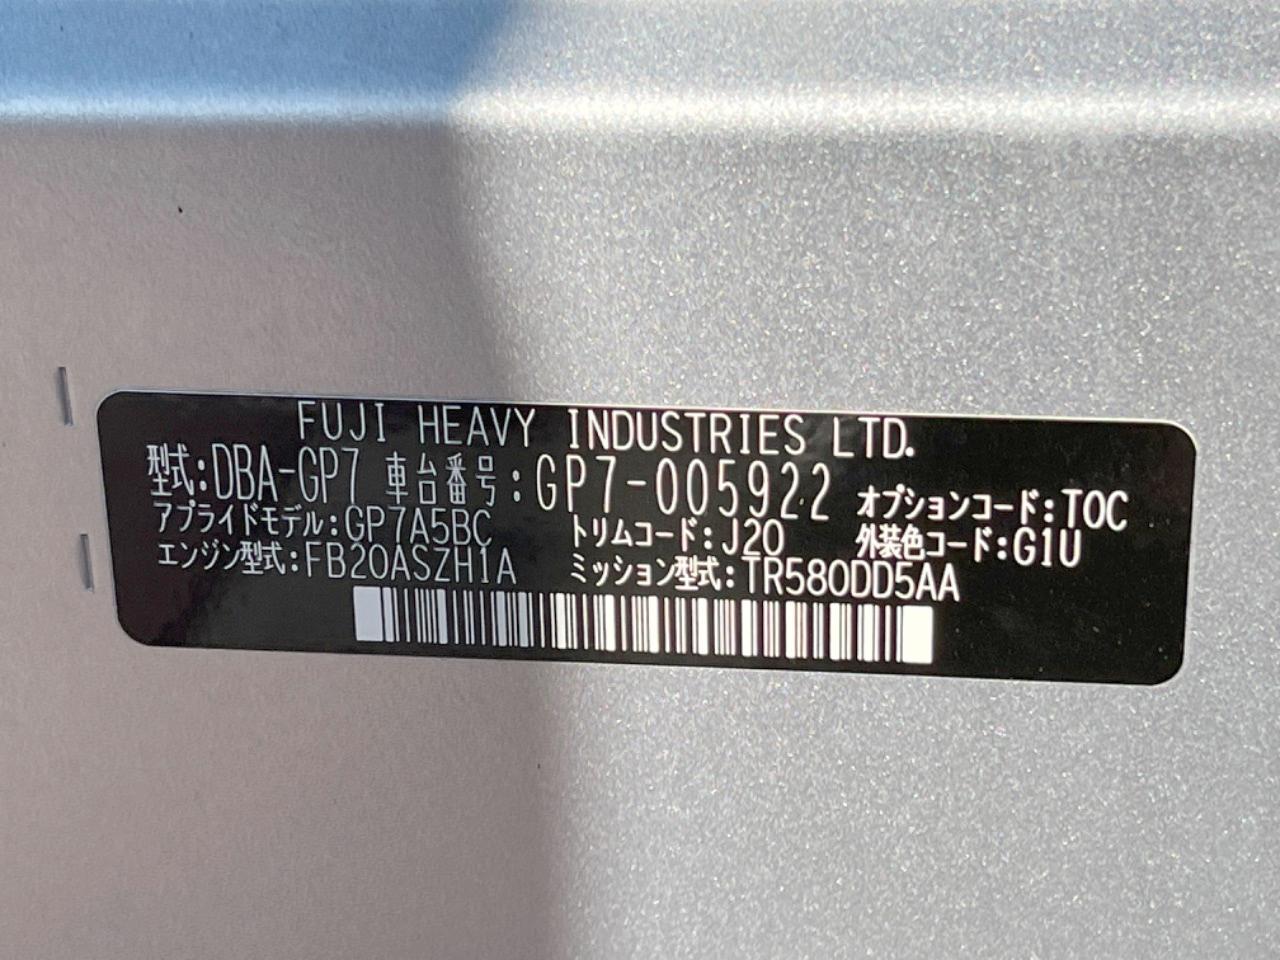 FUJI HEAVY INDUSTRIES LTD.
型式:DBA-GP7 車台番号:GP7-005922 オプションコード:TOC
アプライドモデル:GP7A5BC トリムコード:J20 外装色コード:G1U
エンジン型式:FB20ASZH1A ミッション型式:TR580DD5AA